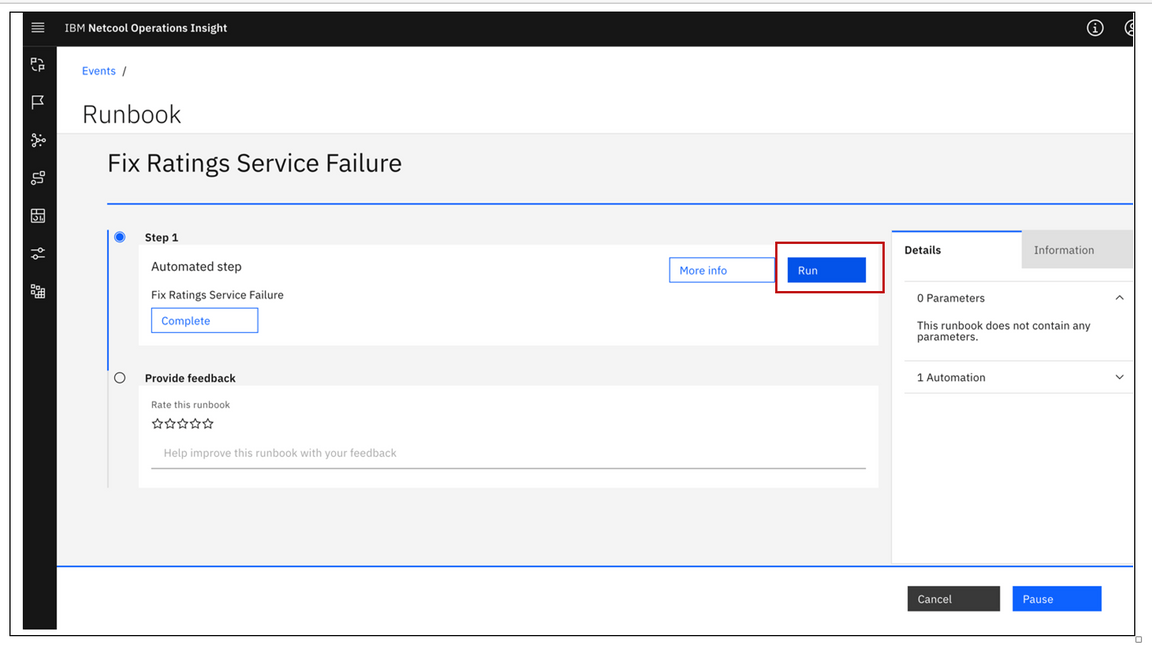 IBM Netcool Operations Insight
Events /
Runbook
Fix Ratings Service Failure
Step 1
Automated step
More info
Run
Fix Ratings Service Failure
Complete
Provide feedback
Rate this runbook
Help improve this runbook with your feedback
Details
Information
0 Parameters
This runbook does not contain any
parameters.
1 Automation
Cancel
Pause